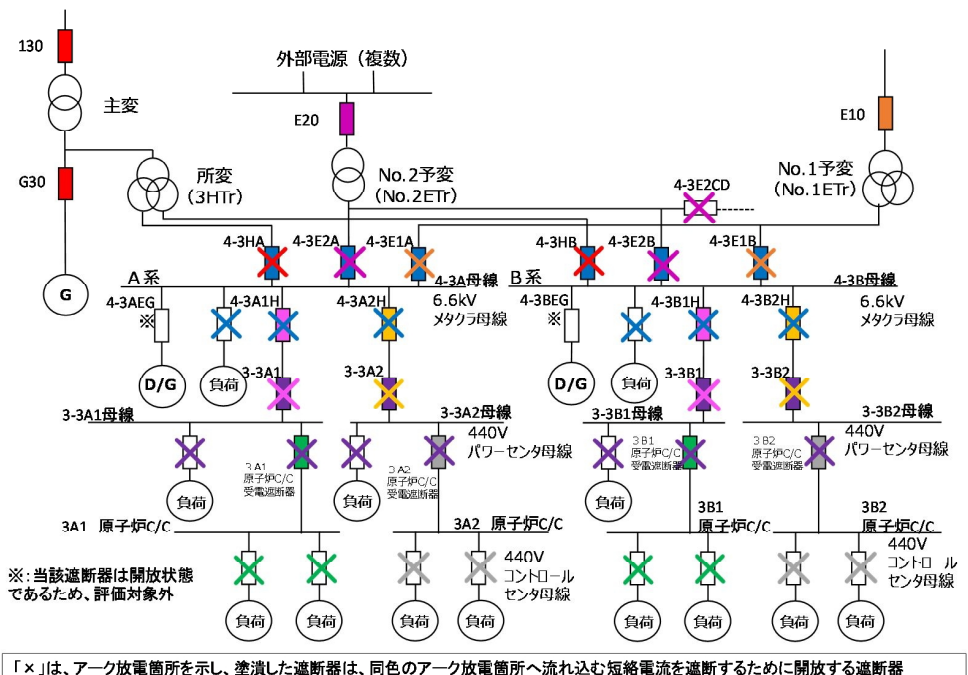 130
主変
外部電源（複数）
E20
E10
G30
所変
（3HTr）
No.2予変
（No.2ETr）
No.1予変
（No.1ETr）
4-3E2CD
4-3HA
4-3E2A
4-3E1A
4-3HB
4-3E2B
4-3E1B
G
A系
4-3A母線
B系
4-3B母線
4-3AEG
※
4-3A1H
4-3A2H
6.6kV
メタクラ母線
4-3BEG
※
4-3B1H
4-3B2H
6.6kV
メタクラ母線
D/G
負荷
3-3A1
3-3A2
D/G
負荷
3-3B1
3-3B2
3-3A1母線
3-3A2母線
3-3B1母線
3-3B2母線
440V
パワーセンタ母線
440V
パワーセンタ母線
3A1
原子炉C/C
受電遮断器
3A2
原子炉C/C
受電遮断器
3B1
原子炉C/C
受電遮断器
3B2
原子炉C/C
受電遮断器
負荷
負荷
負荷
負荷
3A1 原子炉C/C
3A2 原子炉C/C
3B1
原子炉C/C
3B2
原子炉C/C
440V
コントロール
センタ母線
440V
コントロール
センタ母線
※：当該遮断器は開放状態
であるため、評価対象外
負荷
負荷
負荷
負荷
負荷
負荷
負荷
負荷
「×」は、アーク放電箇所を示し、塗潰した遮断器は、同色のアーク放電箇所へ流れ込む短絡電流を遮断するために開放する遮断器